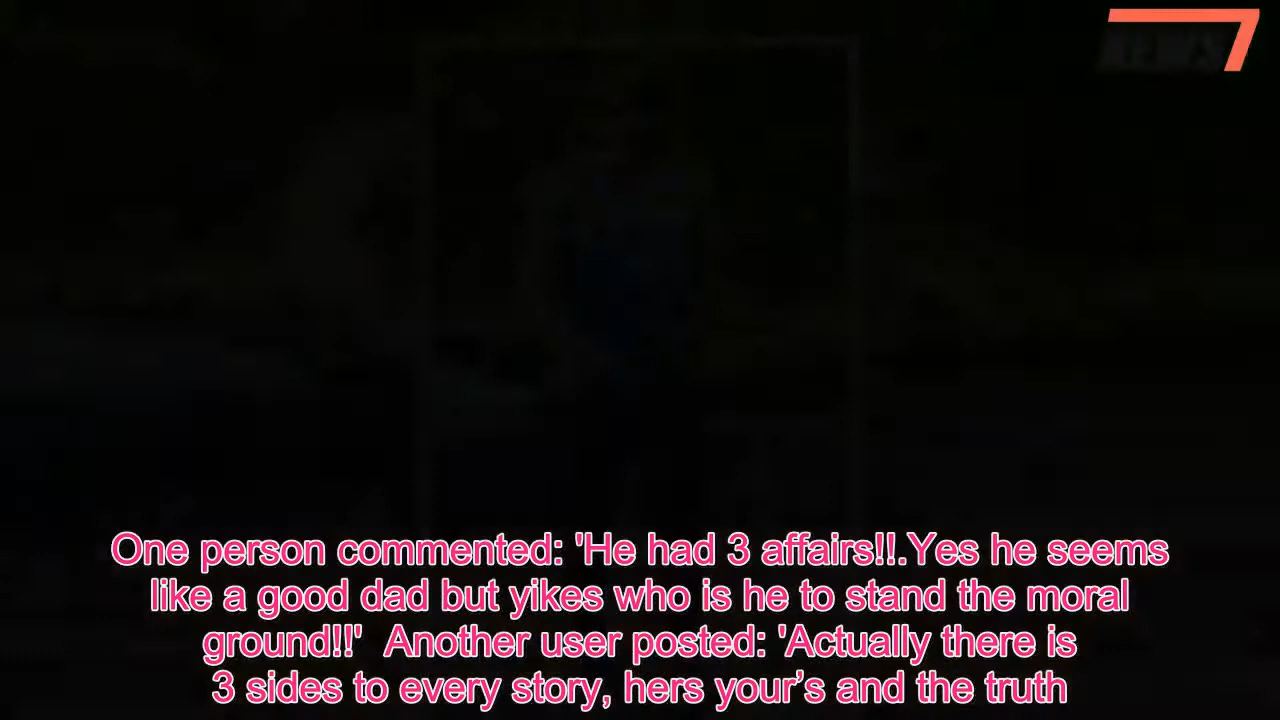 NEWS7
One person commented: 'He had 3 affairs!!.Yes he seems
like a good dad but yikes who is he to stand the moral
ground!!'  Another user posted: 'Actually there is
3 sides to every story, hers your’s and the truth